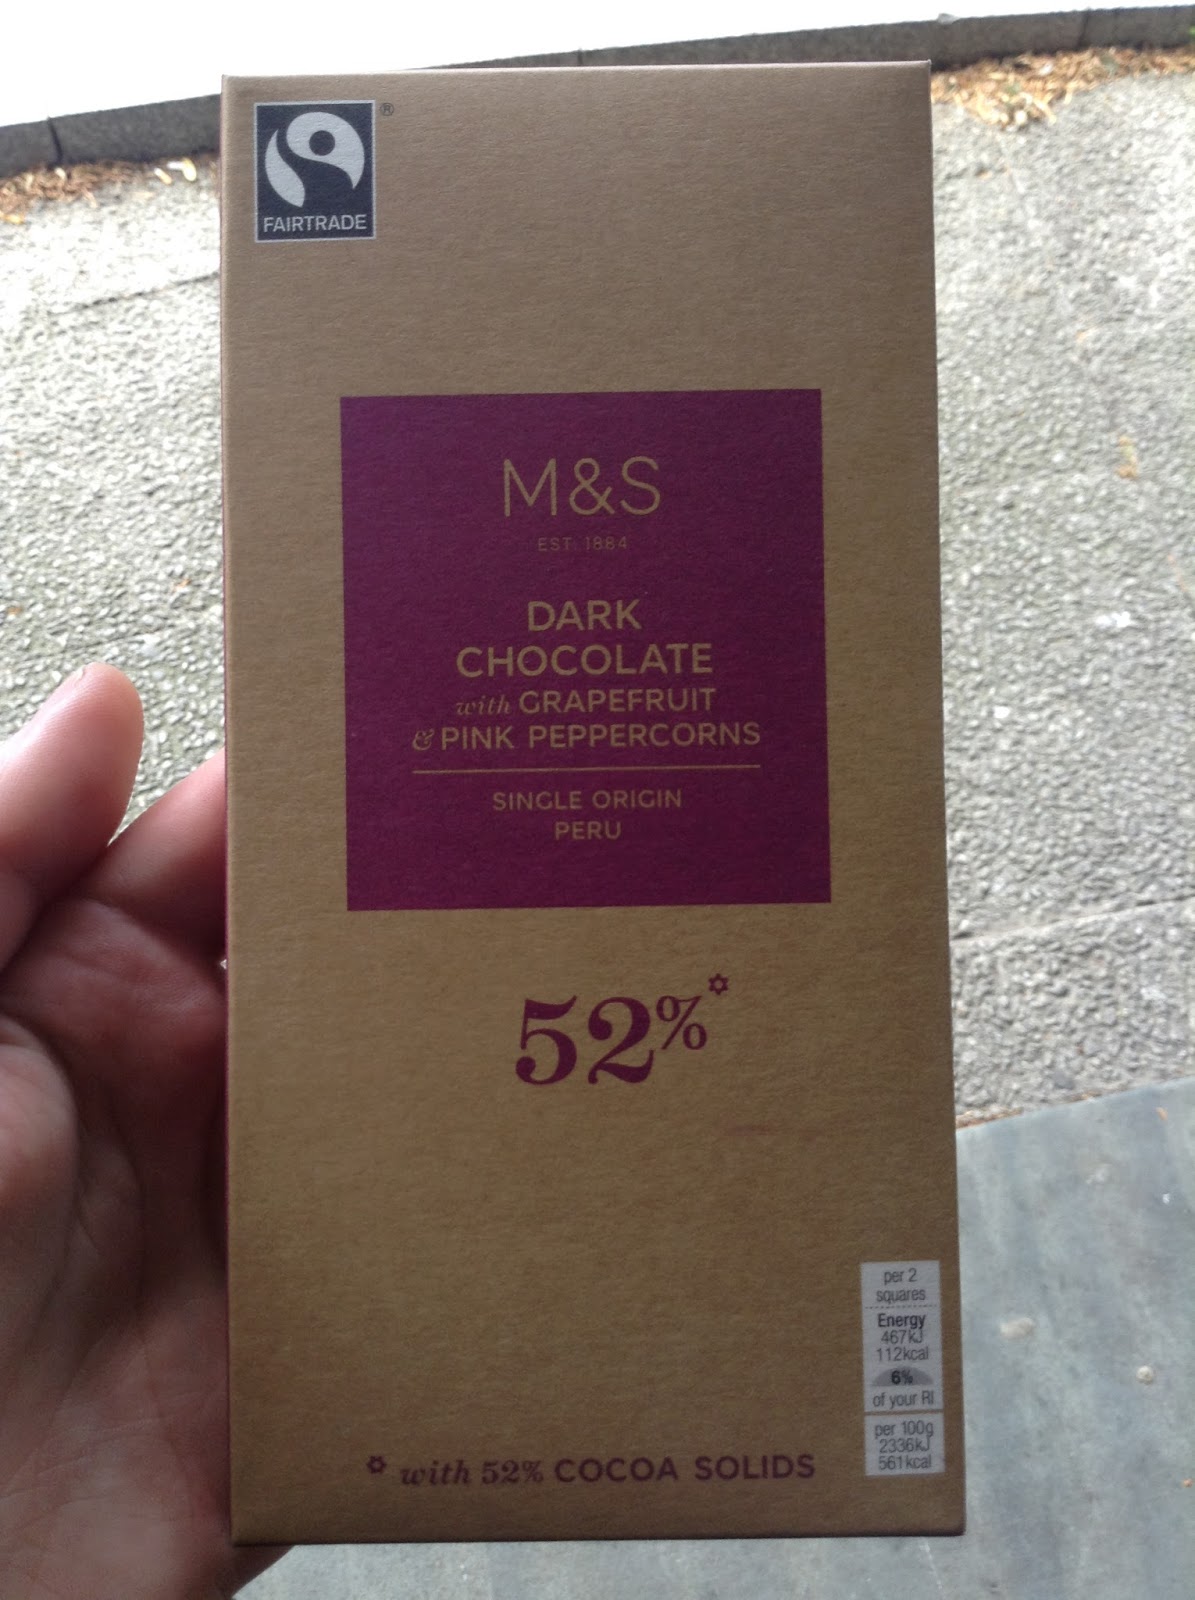 FAIRTRADE
®
M&S
EST. 1884
DARK
CHOCOLATE
with GRAPEFRUIT
& PINK PEPPERCORNS
SINGLE ORIGIN
PERU
52%*
per 2
squares
Energy
467kJ
112kcal
6%
of your RI
per 100g
2336kJ
561kcal
* with 52% COCOA SOLIDS